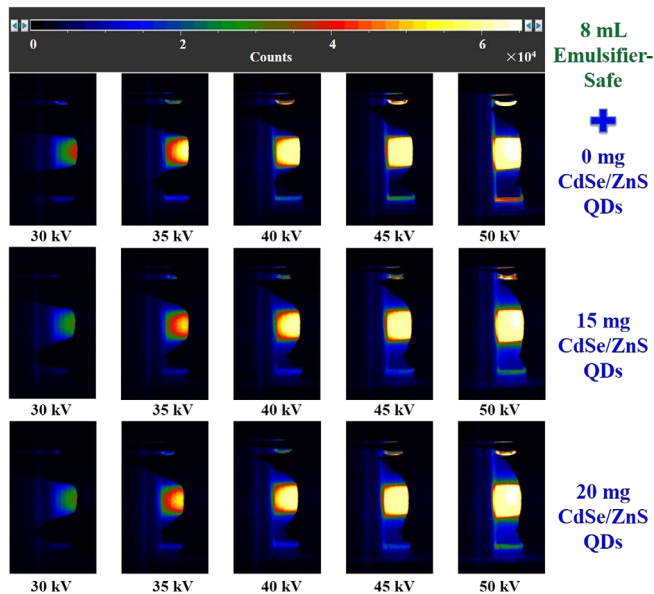 0 2 4 6
Counts ×10⁴
8 mL
Emulsifier-
Safe
0 mg
CdSe/ZnS
QDs
30 kV 35 kV 40 kV 45 kV 50 kV
15 mg
CdSe/ZnS
QDs
30 kV 35 kV 40 kV 45 kV 50 kV
20 mg
CdSe/ZnS
QDs
30 kV 35 kV 40 kV 45 kV 50 kV